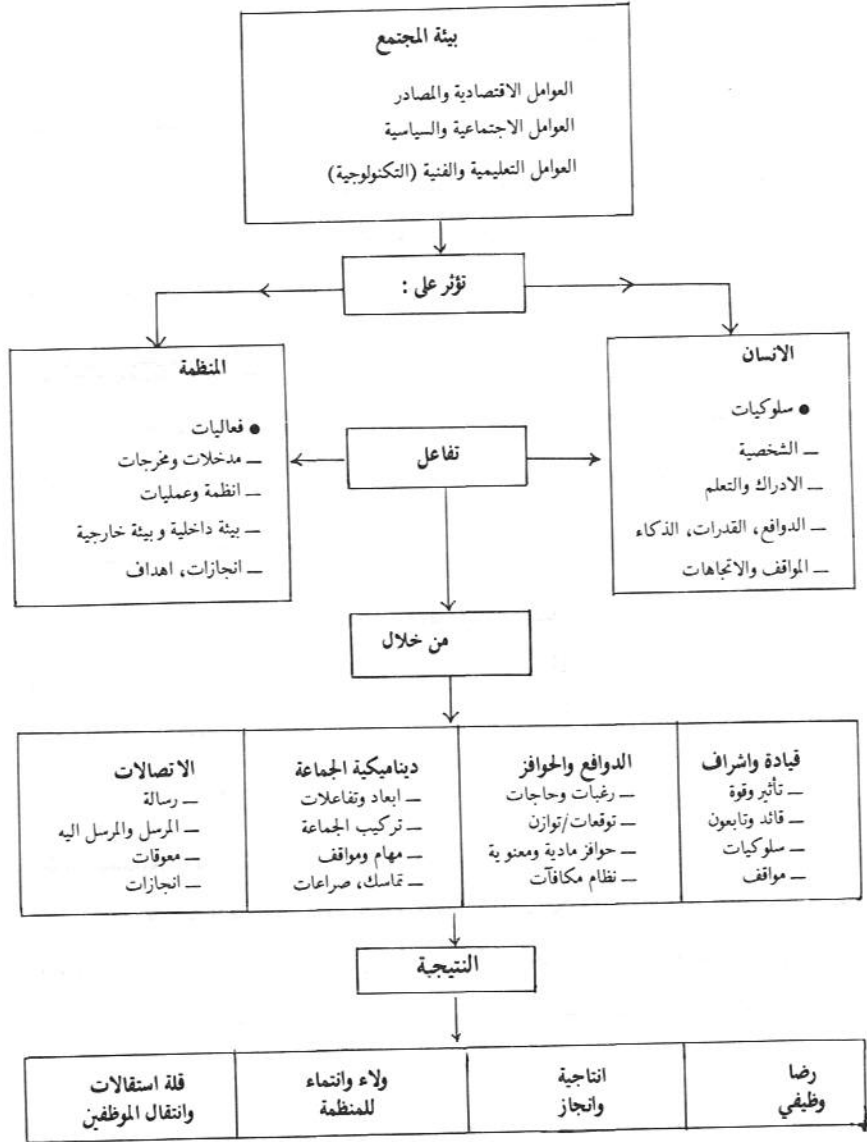 بيئة المجتمع
العوامل الاقتصادية والمصادر
العوامل الاجتماعية والسياسية
العوامل التعليمية والفنية (التكنولوجية)
تؤثر على :
الانسان
● سلوكيات
– الشخصية
– الادراك والتعلم
– الدوافع، القدرات، الذكاء
– المواقف والاتجاهات
تفاعل
المنظمة
● فعاليات
– مدخلات ومخرجات
– انظمة وعمليات
– بيئة داخلية وبيئة خارجية
– انجازات، اهداف
من خلال
قيادة واشراف
– تأثير وقوة
– قائد وتابعون
– سلوكيات
– مواقف
الدوافع والحوافز
– رغبات وحاجات
– توقعات/توازن
– حوافز مادية ومعنوية
– نظام مكافآت
ديناميكية الجماعة
– ابعاد وتفاعلات
– تركيب الجماعة
– مهام ومواقف
– تماسك، صراعات
الاتصالات
– رسالة
– المرسل والمرسل اليه
– معوقات
– انجازات
النتيجة
رضا
وظيفي
انتاجية
وانجاز
ولاء وانتماء
للمنظمة
قلة استقالات
وانتقال الموظفين